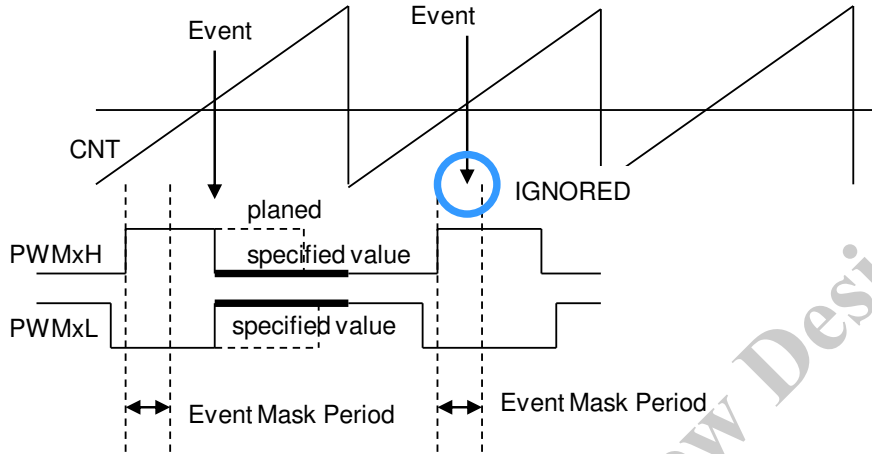 Event
Event
CNT
IGNORED
planed
PWMxH
specified value
PWMxL
specified value
Event Mask Period
Event Mask Period